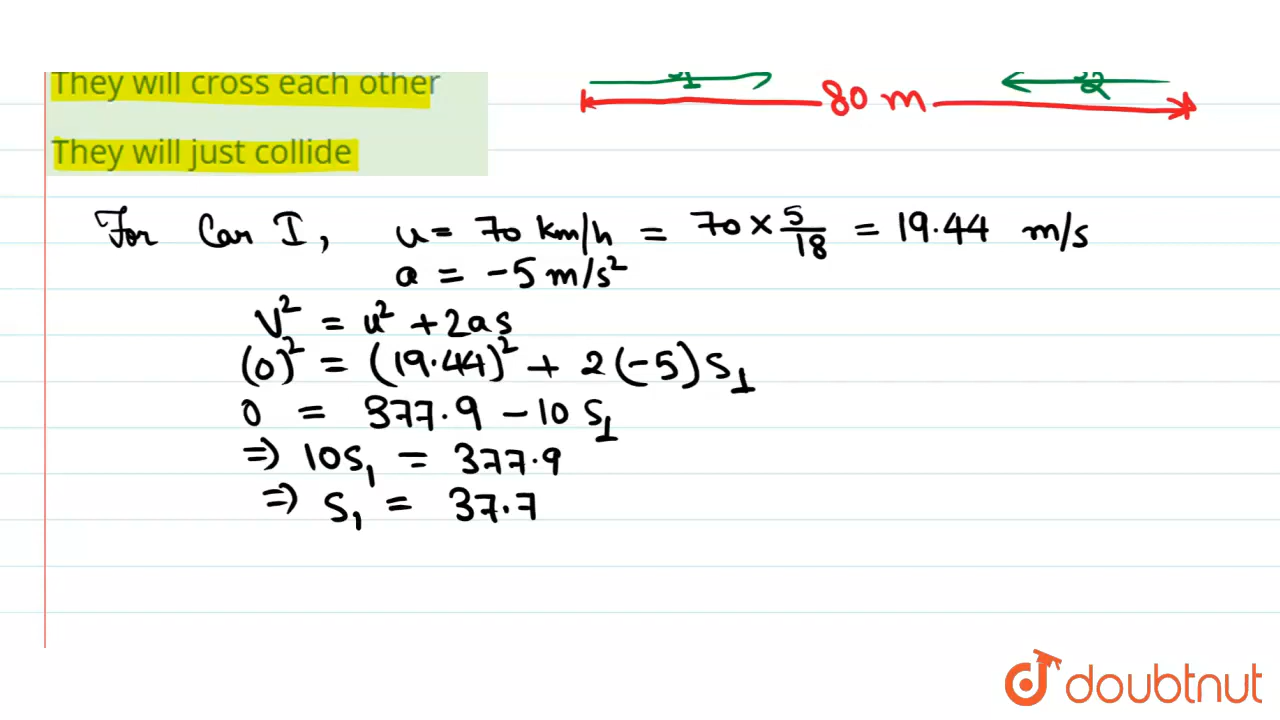 They will cross each other
1
2
80 m
They will just collide
For Car I, u = 70 km/h = 70 × 5/18 = 19.44 m/s
a = -5 m/s²
V² = u² + 2as
(0)² = (19.44)² + 2(-5)S₁
0 = 377.9 - 10 S₁
⇒ 10S₁ = 377.9
⇒ S₁ = 37.7
doubtnut